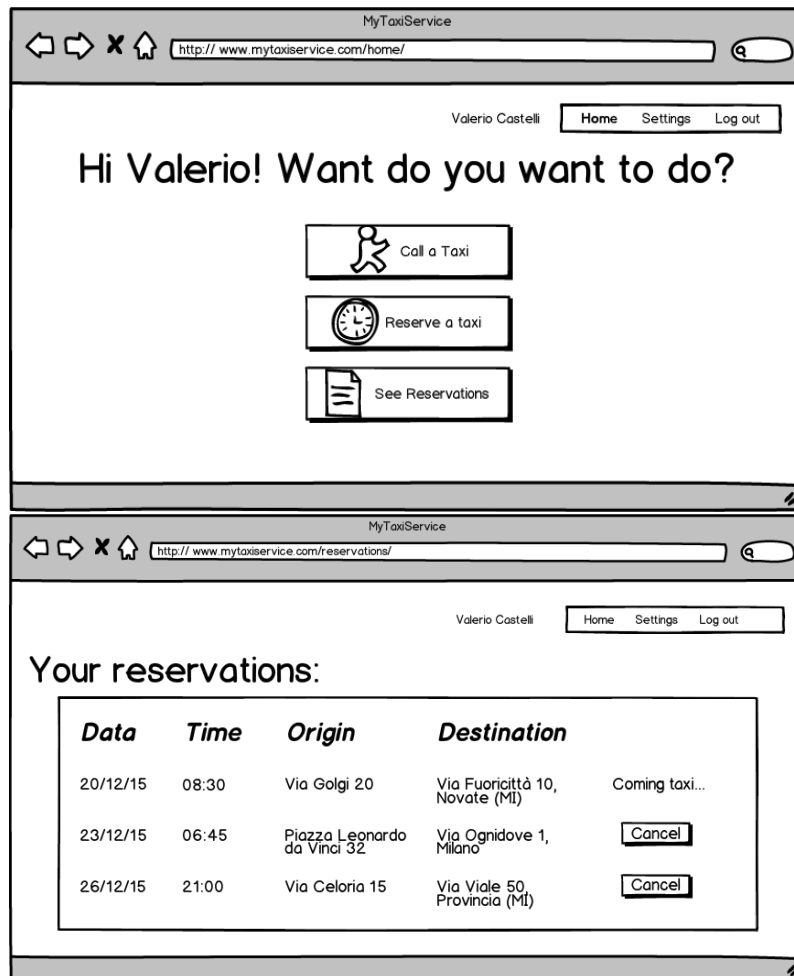 MyTaxiService
http:// www.mytaxiservice.com/home/
Valerio Castelli Home Settings Log out
Hi Valerio! Want do you want to do?
Call a Taxi
Reserve a taxi
See Reservations
MyTaxiService
http:// www.mytaxiservice.com/reservations/
Valerio Castelli Home Settings Log out
Your reservations:
Data Time Origin Destination
20/12/15 08:30 Via Golgi 20 Via Fuoricittà 10, Coming taxi...
Novate (MI)
23/12/15 06:45 Piazza Leonardo Via Ognidove 1, Cancel
da Vinci 32 Milano
26/12/15 21:00 Via Celoria 15 Via Viale 50, Cancel
Provincia (MI)